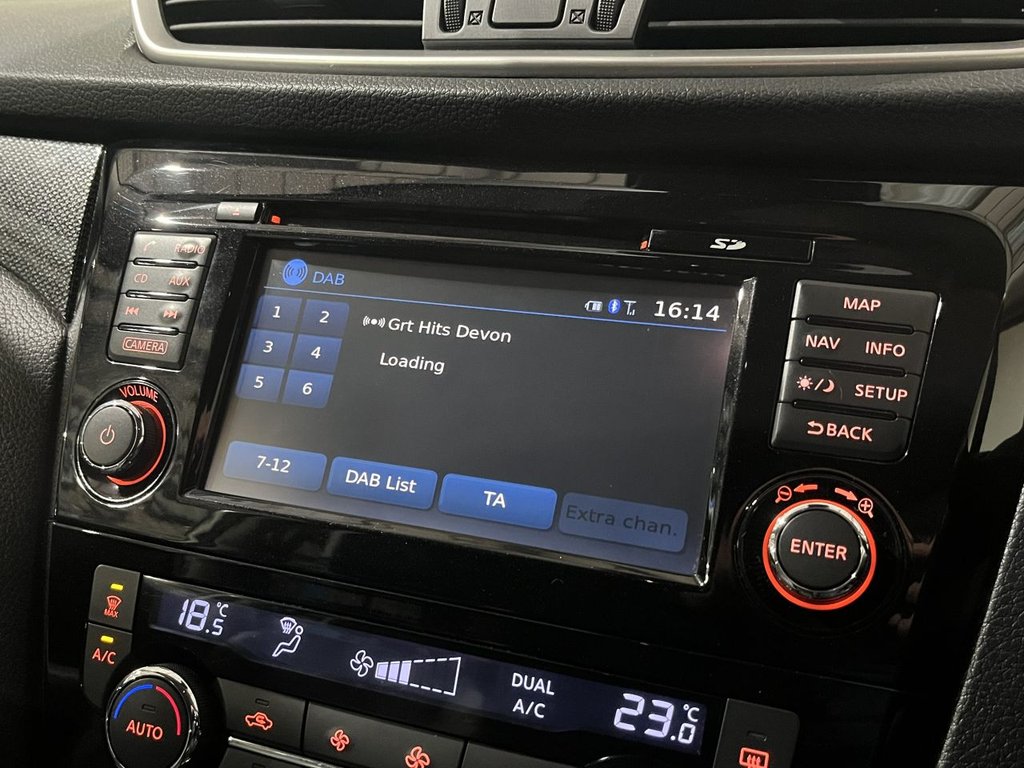 RADIO
CD AUX
CAMERA
VOLUME
DAB
16:14
1 2
3 4
5 6
Grt Hits Devon
Loading
7-12
DAB List
TA
Extra chan.
SD
MAP
NAV INFO
SETUP
BACK
ENTER
MAX
A/C
AUTO
18.5°C
DUAL
A/C
23.0°C